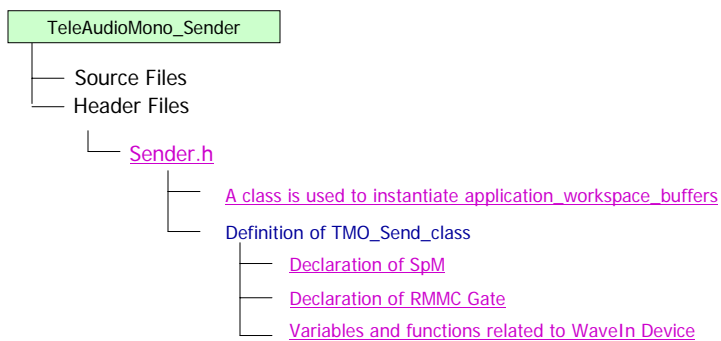 TeleAudioMono_Sender
Source Files
Header Files
Sender.h
A class is used to instantiate application_workspace_buffers
Definition of TMO_Send_class
Declaration of SpM
Declaration of RMMC Gate
Variables and functions related to WaveIn Device